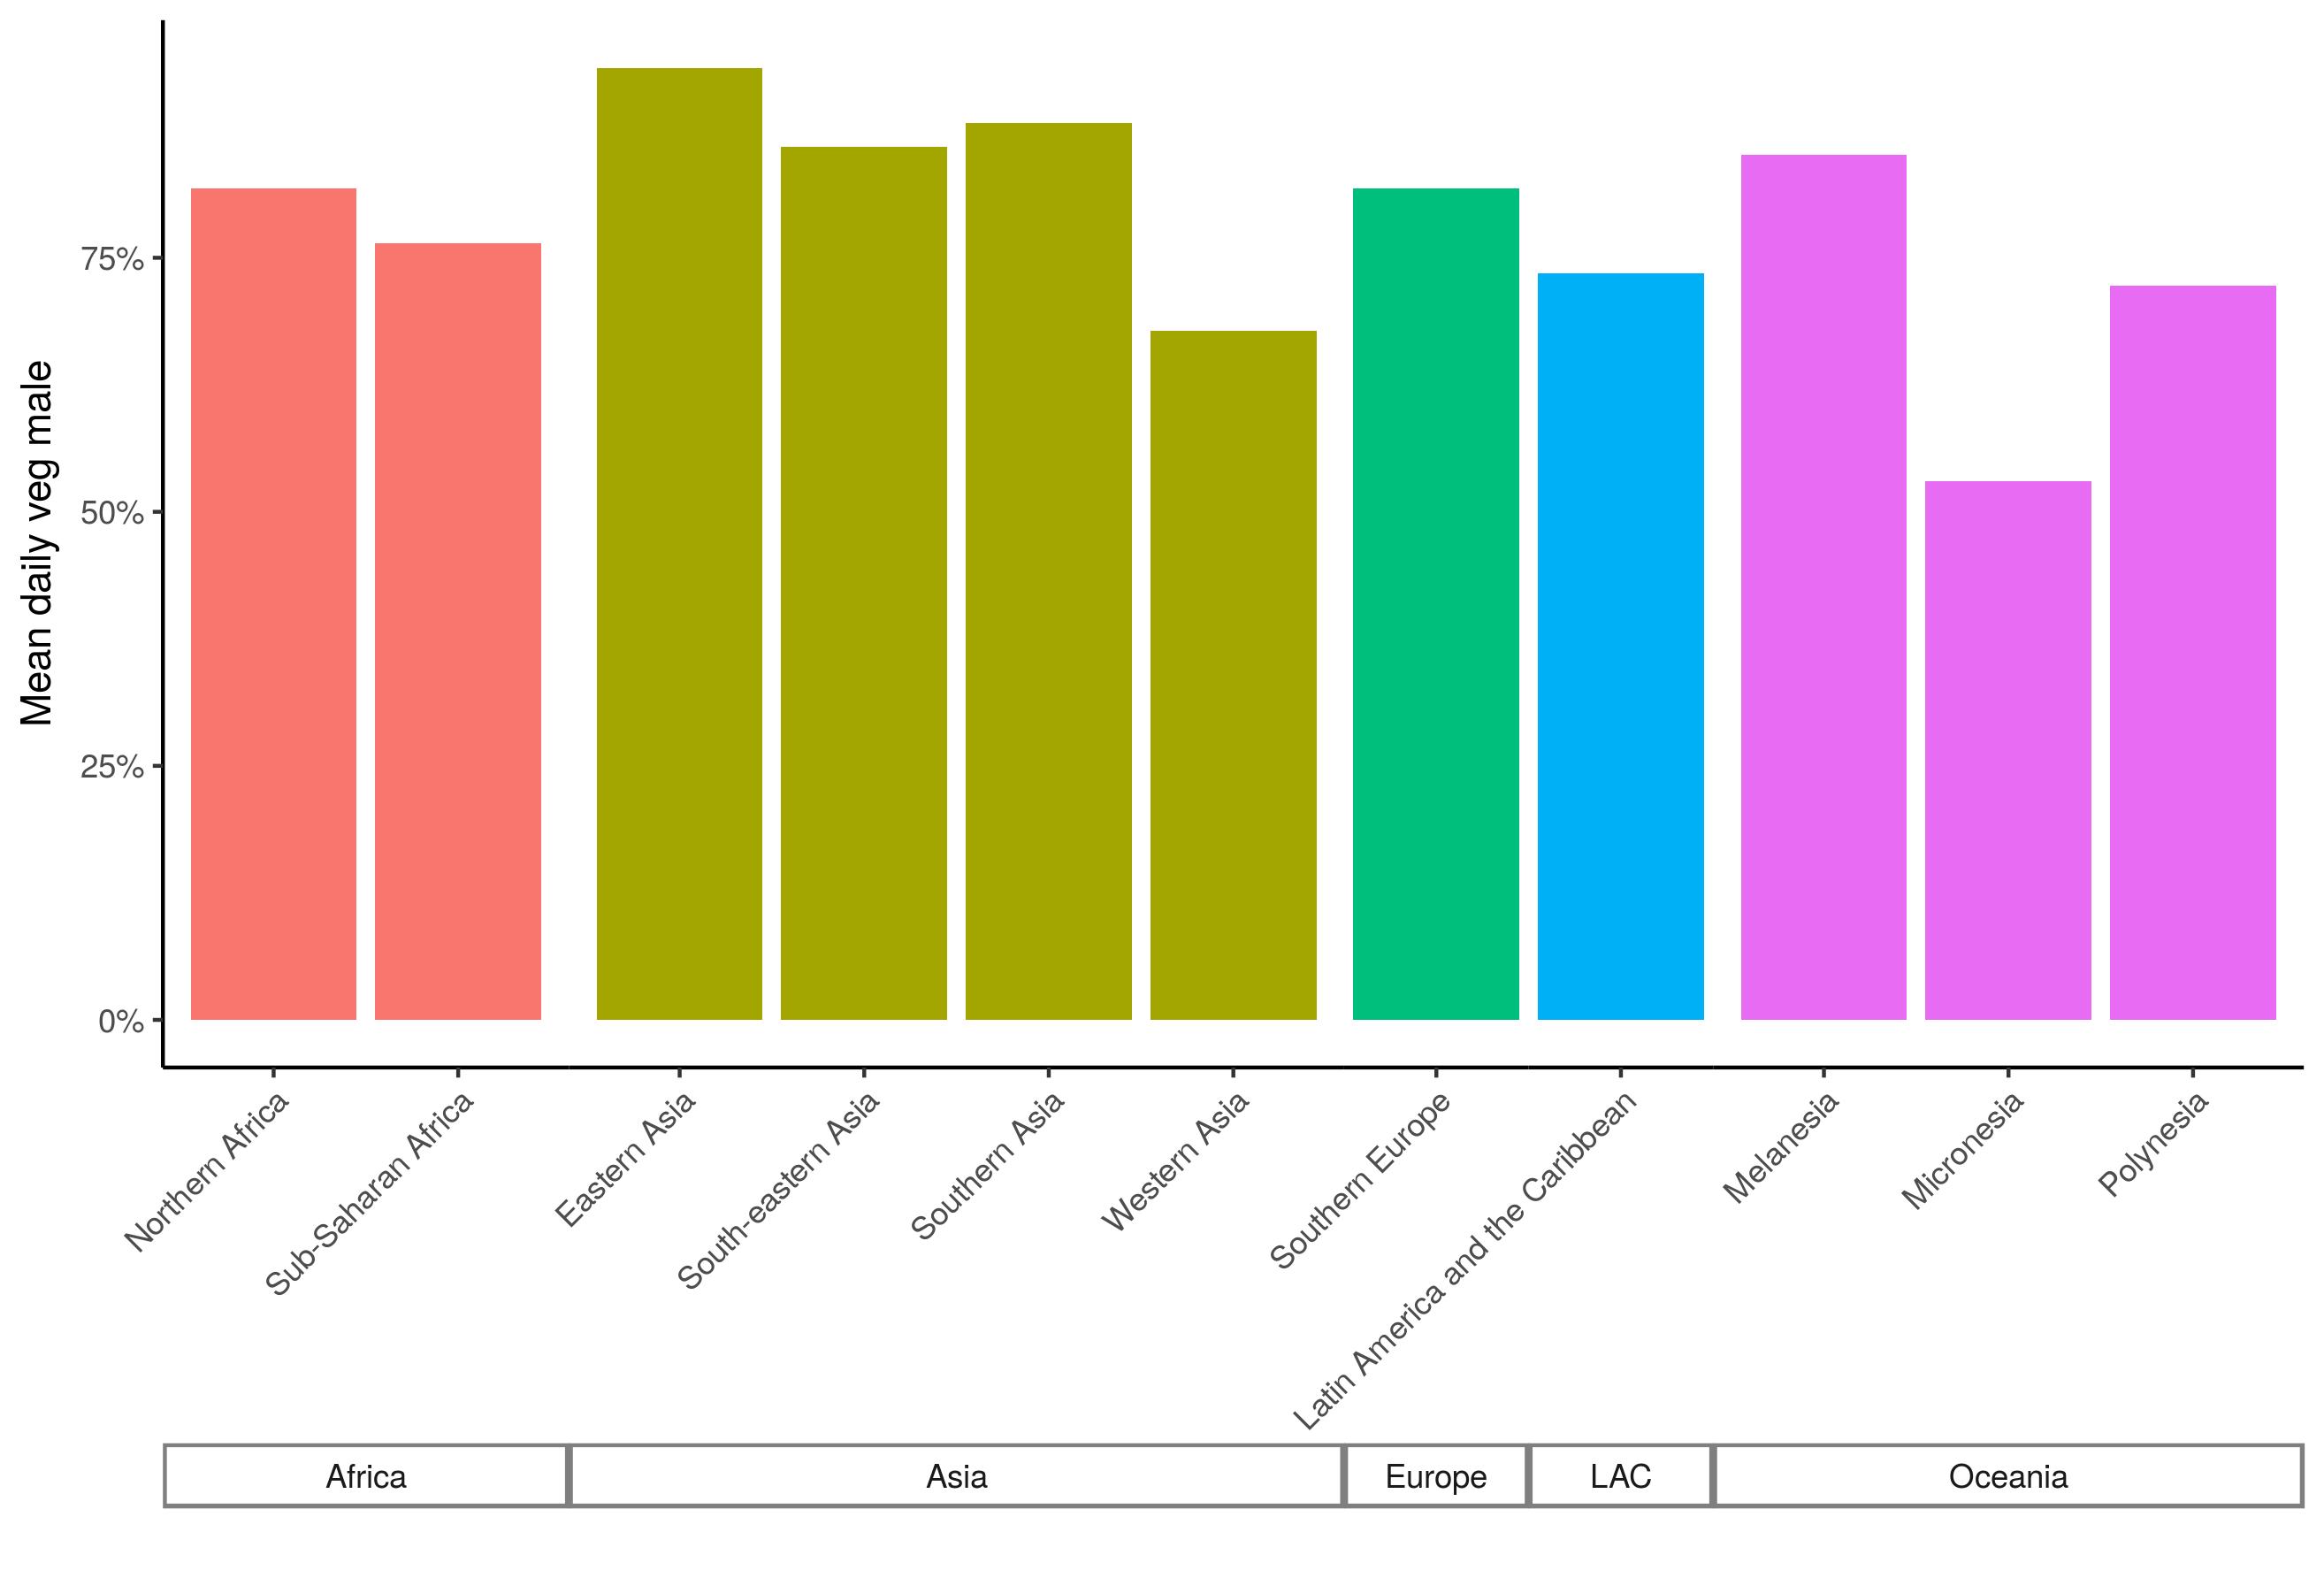 Mean daily veg male
75%
50%
25%
0%
Northern Africa
Sub-Saharan Africa
Eastern Asia
South-eastern Asia
Southern Asia
Western Asia
Southern Europe
Latin America and the Caribbean
Melanesia
Micronesia
Polynesia
Africa
Asia
Europe
LAC
Oceania